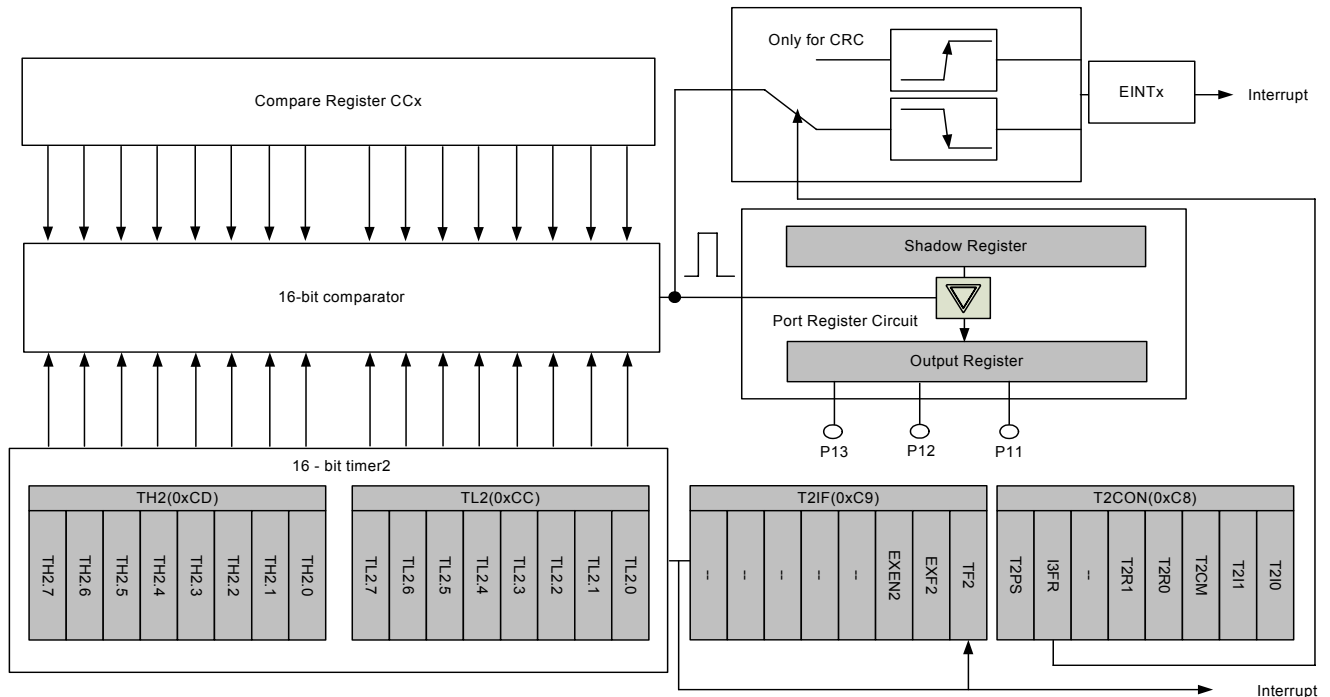 Only for CRC
Compare Register CCx
EINTx
Interrupt
Shadow Register
16-bit comparator
Port Register Circuit
Output Register
P13
P12
P11
16 - bit timer2
TH2(0xCD)
TL2(0xCC)
T2IF(0xC9)
T2CON(0xC8)
TH2.7
TH2.6
TH2.5
TH2.4
TH2.3
TH2.2
TH2.1
TH2.0
TL2.7
TL2.6
TL2.5
TL2.4
TL2.3
TL2.2
TL2.1
TL2.0
--
--
--
--
--
EXEN2
EXF2
TF2
T2PS
I3FR
--
T2R1
T2R0
T2CM
T2I1
T2I0
Interrupt